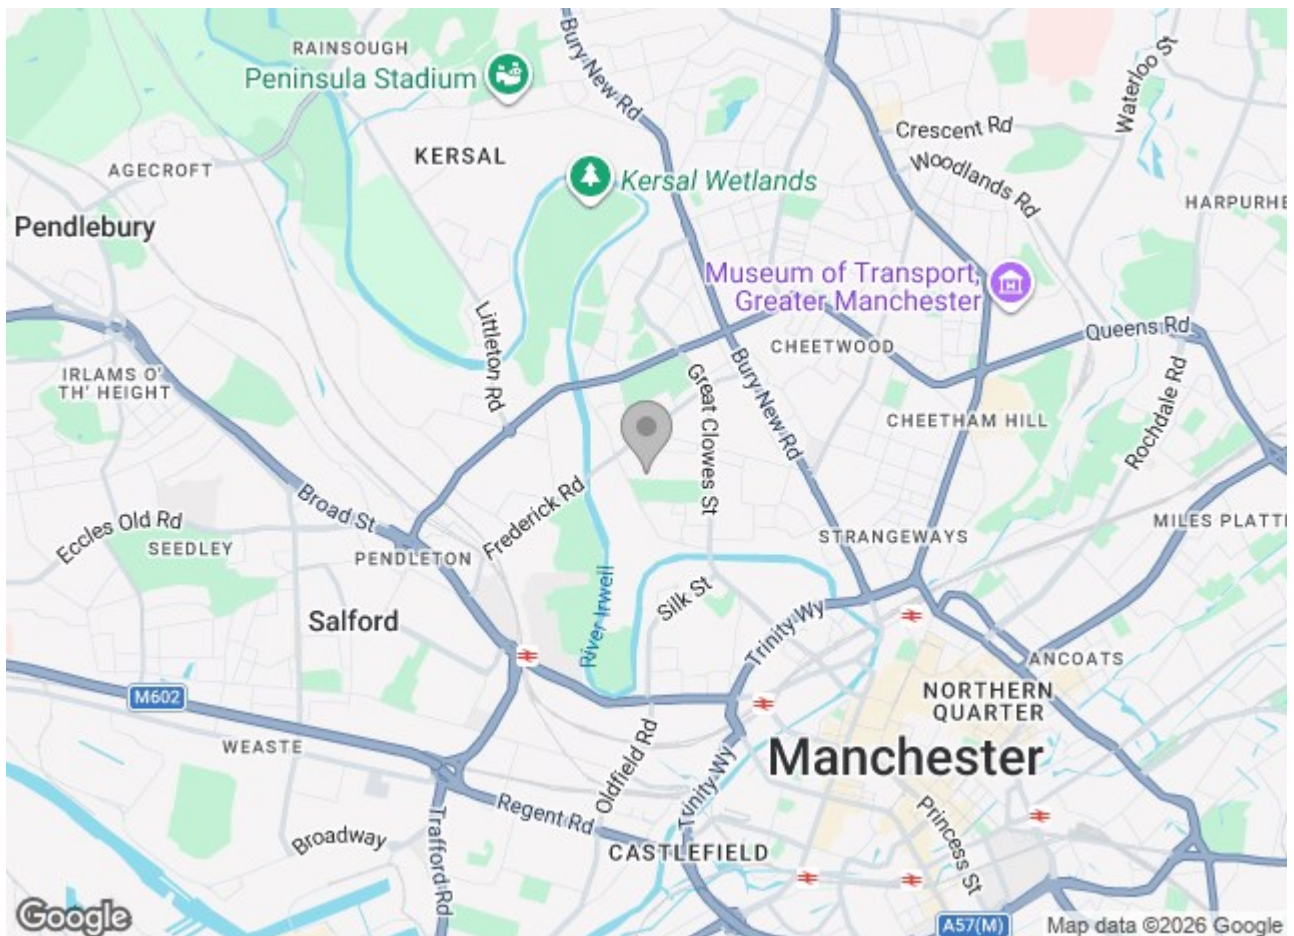 RAINSOUGH
Peninsula Stadium
Bury New Rd
Waterloo St
Crescent Rd
KERSAL
AGECROFT
Woodlands Rd
Kersal Wetlands
HARPURHE
Pendlebury
Museum of Transport,
Greater Manchester
Littleton Rd
Queens Rd
CHEETWOOD
IRLAMS O'
TH' HEIGHT
Great Clowes St
Bury New Rd
Rochdale Rd
CHEETHAM HILL
Frederick Rd
Broad St
Eccles Old Rd
SEEDLEY
PENDLETON
STRANGEWAYS
MILES PLATTI
River Irwell
Silk St
Salford
Trinity Wy
ANCOATS
M602
NORTHERN
QUARTER
WEASTE
Oldfield Rd
Trinity Wy
Manchester
Regent Rd
Trafford Rd
Broadway
Princess St
CASTLEFIELD
Google
A57(M)
Map data ©2026 Google